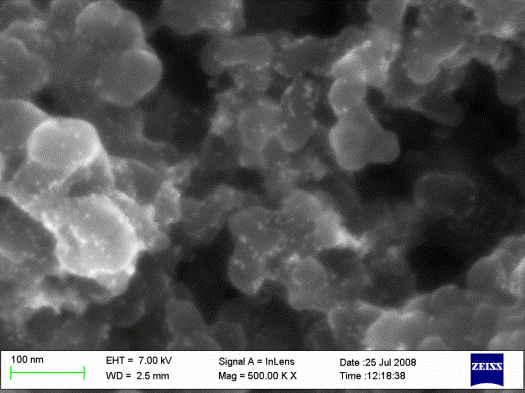 100 nm
EHT = 7.00 kV
Signal A = InLens
Date :25 Jul 2008
ZEISS
WD = 2.5 mm
Mag = 500.00 K X
Time :12:18:38